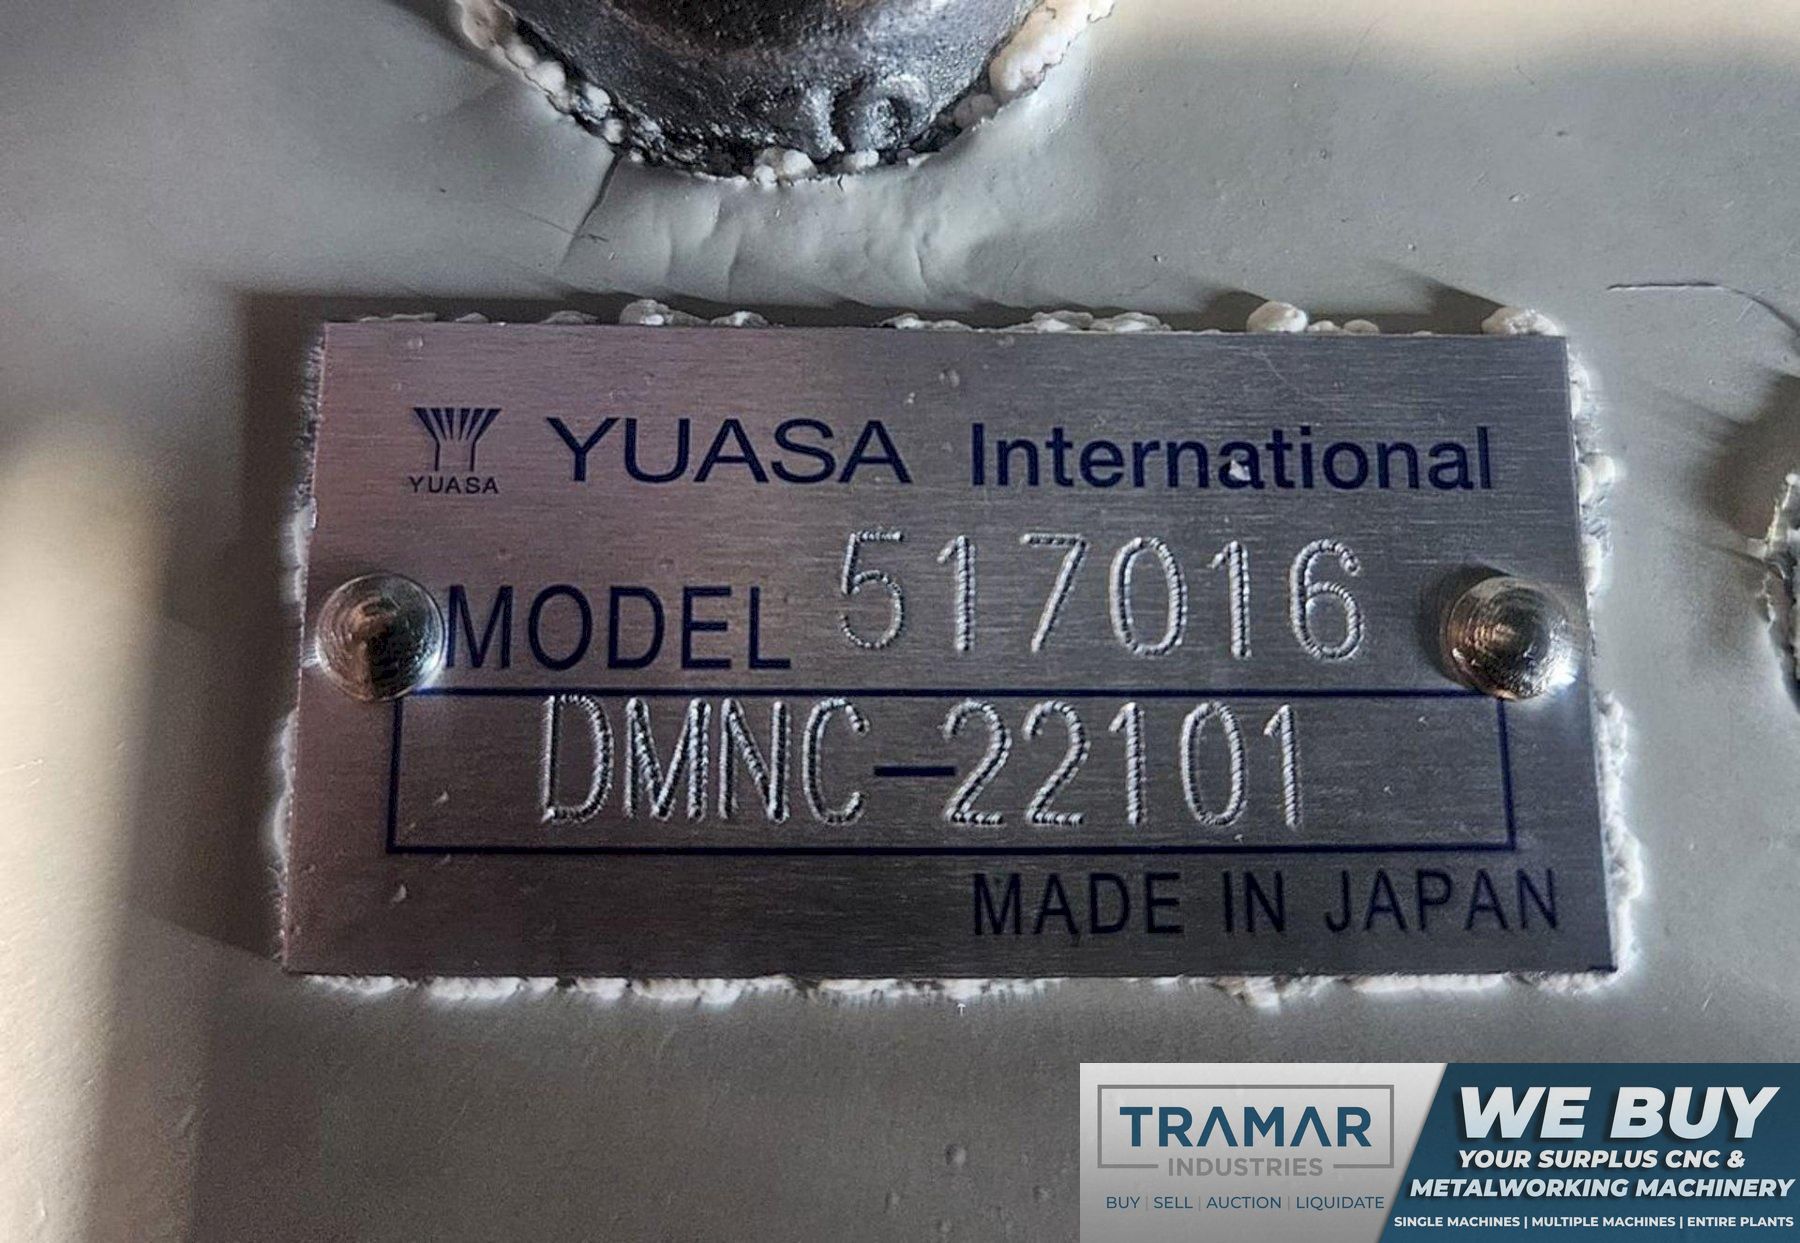 YUASA
YUASA International
MODEL 517016
DMNC-22101
MADE IN JAPAN
TRAMAR
INDUSTRIES
BUY | SELL | AUCTION | LIQUIDATE
WE BUY
YOUR SURPLUS CNC &
METALWORKING MACHINERY
SINGLE MACHINES | MULTIPLE MACHINES | ENTIRE PLANTS